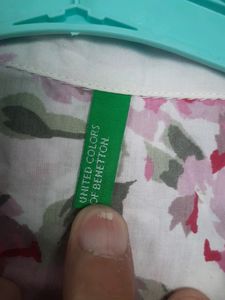 UNITED COLORS
OF BENETTON.